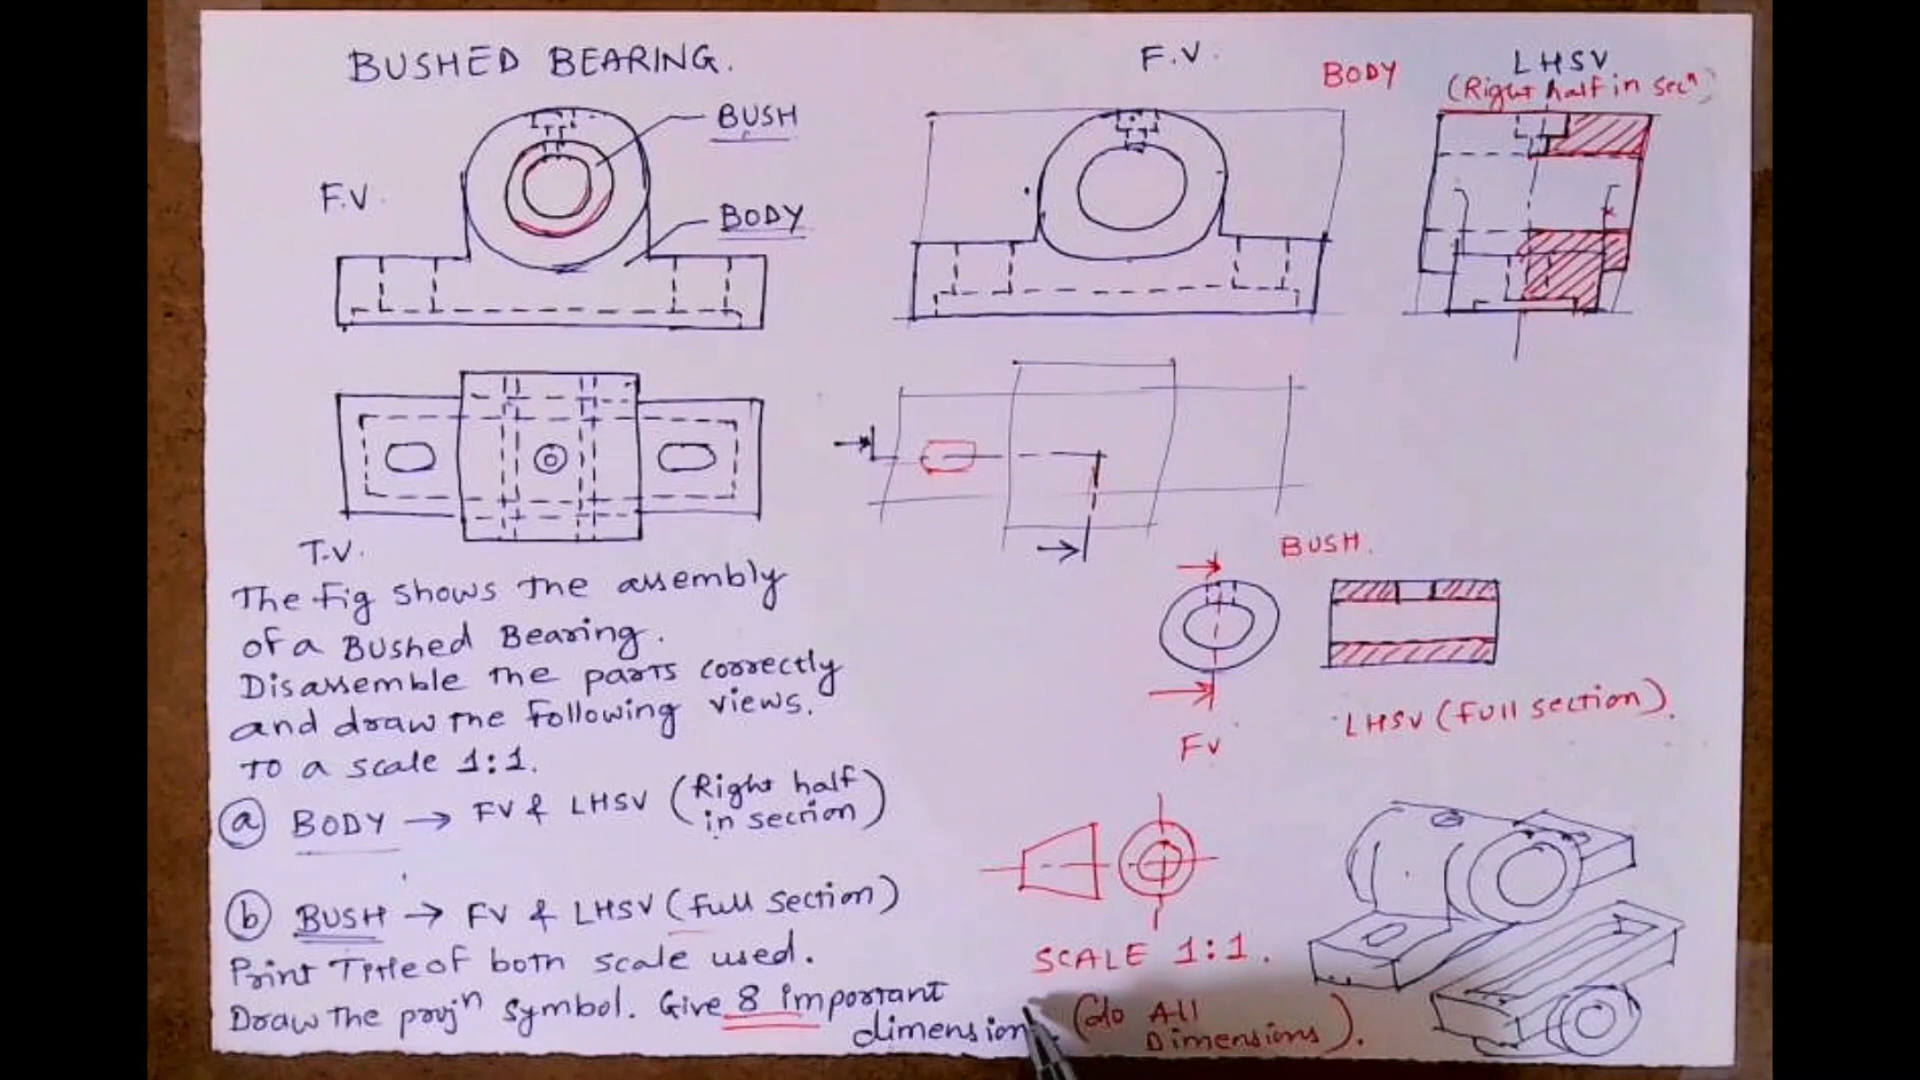 BUSHED BEARING.
F.V.
BODY
LHSV
(Right half in secⁿ)
BUSH
F.V.
BODY
T.V.
The Fig shows the assembly
of a Bushed Bearing.
Disassemble the parts correctly
and draw the following views.
To a scale 1:1.
(a) BODY → FV & LHSV (Right half
in section)
(b) BUSH → FV & LHSV (Full section)
Print Title of both scale used.
Draw the projⁿ symbol. Give 8 important
dimension
BUSH.
LHSV (full section).
FV
SCALE 1:1.
(do All
Dimensions).